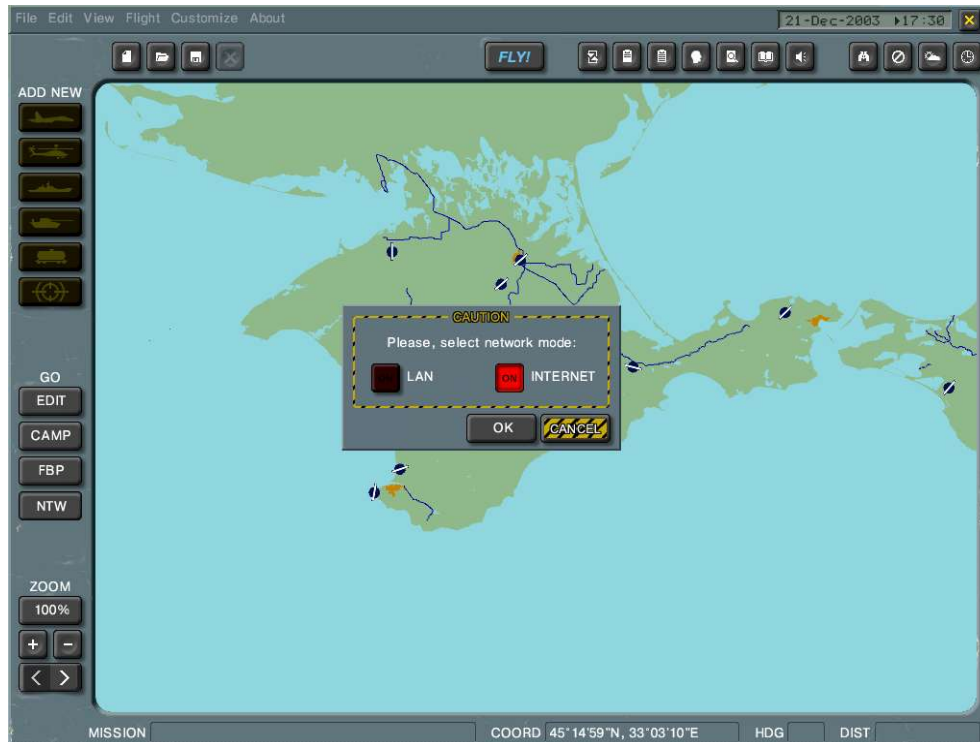 File Edit View Flight Customize About
21-Dec-2003 17:30
FLY!
ADD NEW
CAUTION
Please, select network mode:
LAN
ON INTERNET
OK CANCEL
GO
EDIT
CAMP
FBP
NTW
ZOOM
100%
+ -
< >
MISSION COORD 45°14'59"N, 33°03'10"E HDG DIST